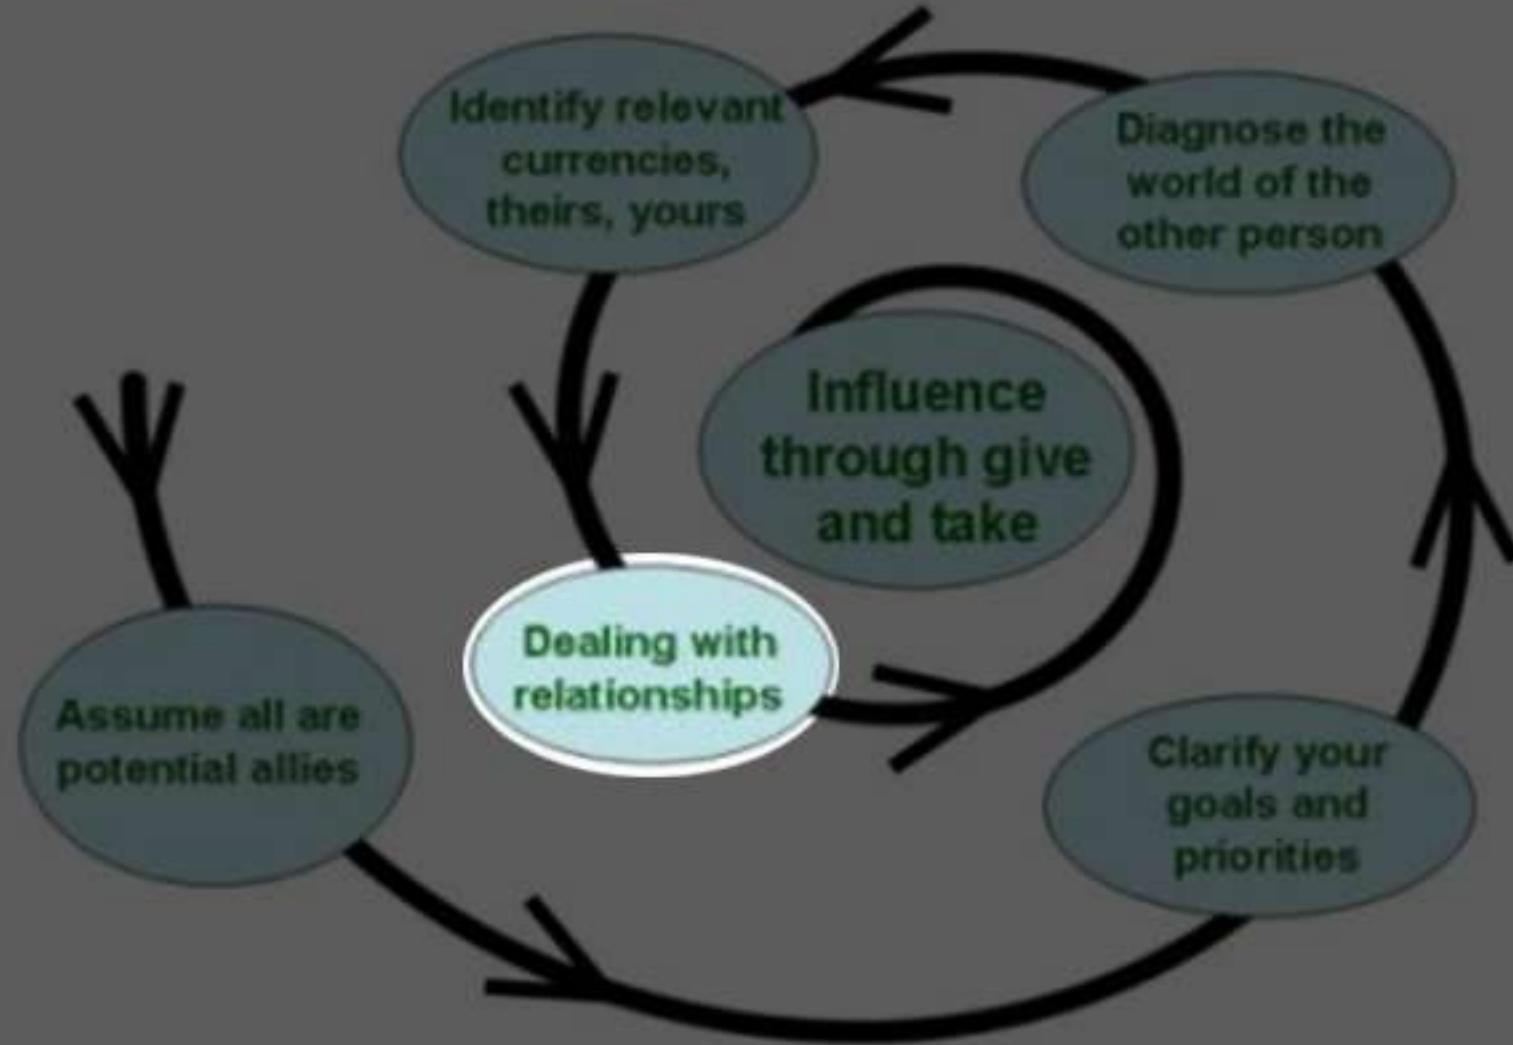 Identify relevant
currencies,
theirs, yours
Diagnose the
world of the
other person
Influence
through give
and take
Dealing with
relationships
Assume all are
potential allies
Clarify your
goals and
priorities